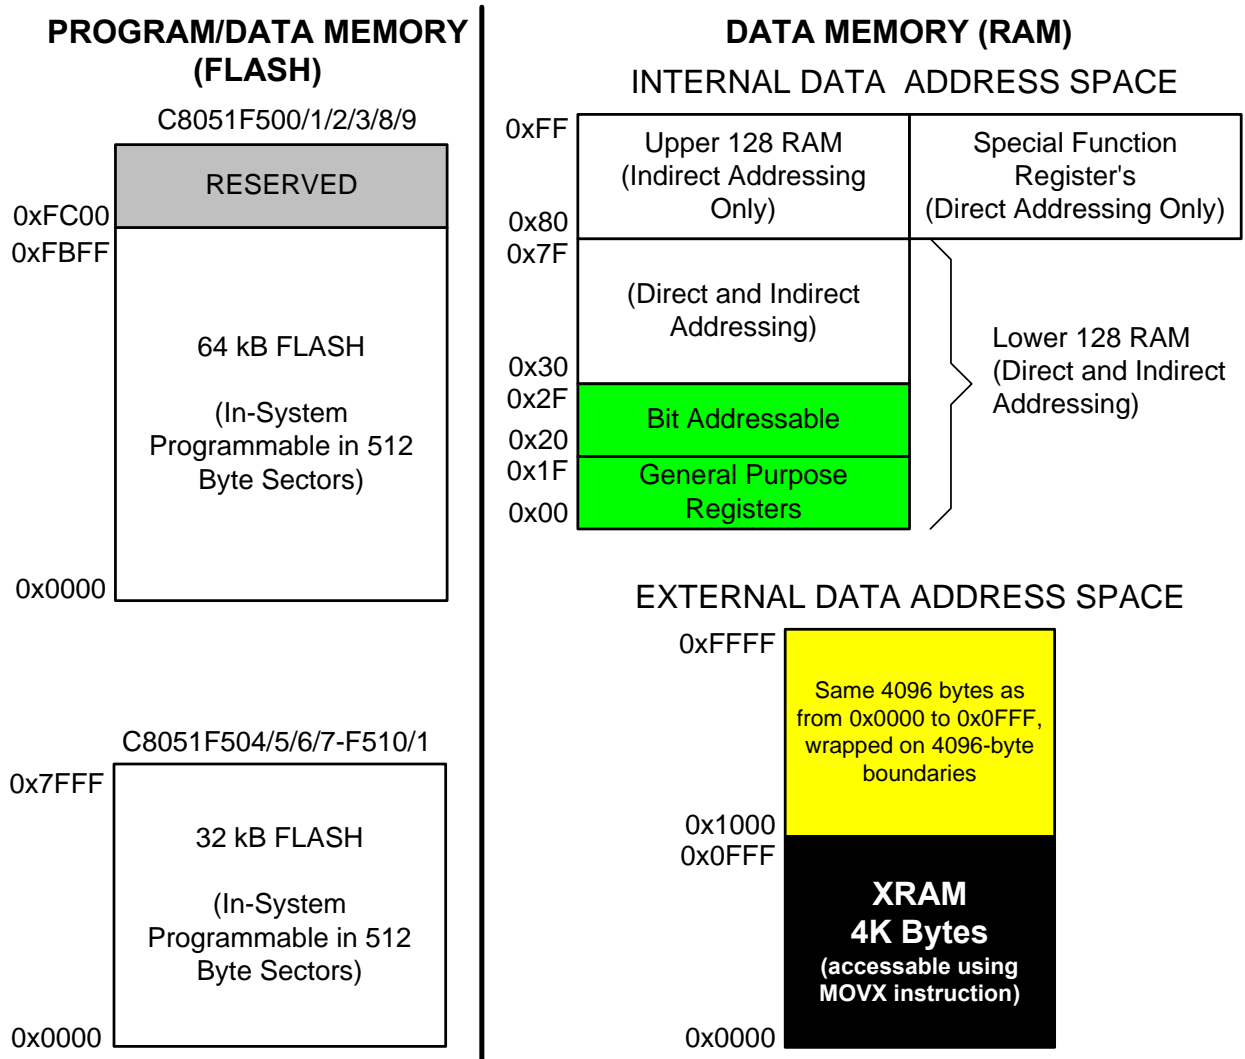 PROGRAM/DATA MEMORY
(FLASH)
C8051F500/1/2/3/8/9
RESERVED
0xFC00
0xFBFF
64 kB FLASH
(In-System
Programmable in 512
Byte Sectors)
0x0000
C8051F504/5/6/7-F510/1
0x7FFF
32 kB FLASH
(In-System
Programmable in 512
Byte Sectors)
0x0000
DATA MEMORY (RAM)
INTERNAL DATA ADDRESS SPACE
0xFF
Upper 128 RAM
(Indirect Addressing
Only)
0x80
Special Function
Register's
(Direct Addressing Only)
0x7F
(Direct and Indirect
Addressing)
0x30
Lower 128 RAM
(Direct and Indirect
Addressing)
0x2F
Bit Addressable
0x20
0x1F
General Purpose
Registers
0x00
EXTERNAL DATA ADDRESS SPACE
0xFFFF
Same 4096 bytes as
from 0x0000 to 0x0FFF,
wrapped on 4096-byte
boundaries
0x1000
0x0FFF
XRAM
4K Bytes
(accessable using
MOVX instruction)
0x0000